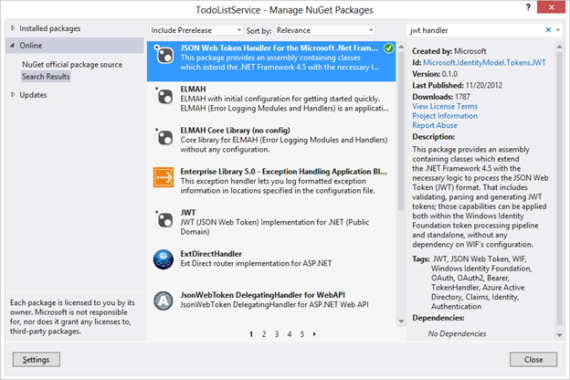 TodoListService - Manage NuGet Packages
Installed packages
Online
NuGet official package source
Search Results
Updates
Each package is licensed to you by its
owner. Microsoft is not responsible
for, nor does it grant any licenses to,
third-party packages.
Settings
Include Prerelease
Sort by: Relevance
JSON Web Token Handler For the Microsoft .Net Fram...
This package provides an assembly containing classes
which extend the .NET Framework 4.5 with the necessary l...
ELMAH
ELMAH with initial configuration for getting started quickly.
ELMAH (Error Logging Modules and Handlers) is an applica...
ELMAH Core Library (no config)
Core library for ELMAH (Error Logging Modules and Handlers)
without any configuration.
Enterprise Library 5.0 - Exception Handling Application Bl...
This exception handler lets you log formatted exception
information in locations specified in the configuration file.
JWT
JWT (JSON Web Token) Implementation for .NET (Public
Domain)
ExtDirectHandler
Ext Direct router implementation for ASP.NET
JsonWebToken DelegatingHandler for WebAPI
JsonWebToken DelegatingHandler for ASP.NET Web API
1 2 3 4 5
jwt handler
Created by: Microsoft
Id: Microsoft.IdentityModel.Tokens.JWT
Version: 0.1.0
Last Published: 11/20/2012
Downloads: 1787
View License Terms
Project Information
Report Abuse
Description:
This package provides an assembly
containing classes which extend
the .NET Framework 4.5 with the
necessary logic to process the JSON Web
Token (JWT) format. That includes
validating, parsing and generating JWT
tokens; those capabilities can be applied
both within the Windows Identity
Foundation token processing pipeline
and standalone, without any
dependency on WIF's configuration.
Tags: JWT, JSON Web Token, WIF,
Windows Identity Foundation,
OAuth, OAuth2, Bearer,
TokenHandler, Azure Active
Directory, Claims, Identity,
Authentication
Dependencies:
No Dependencies
Close